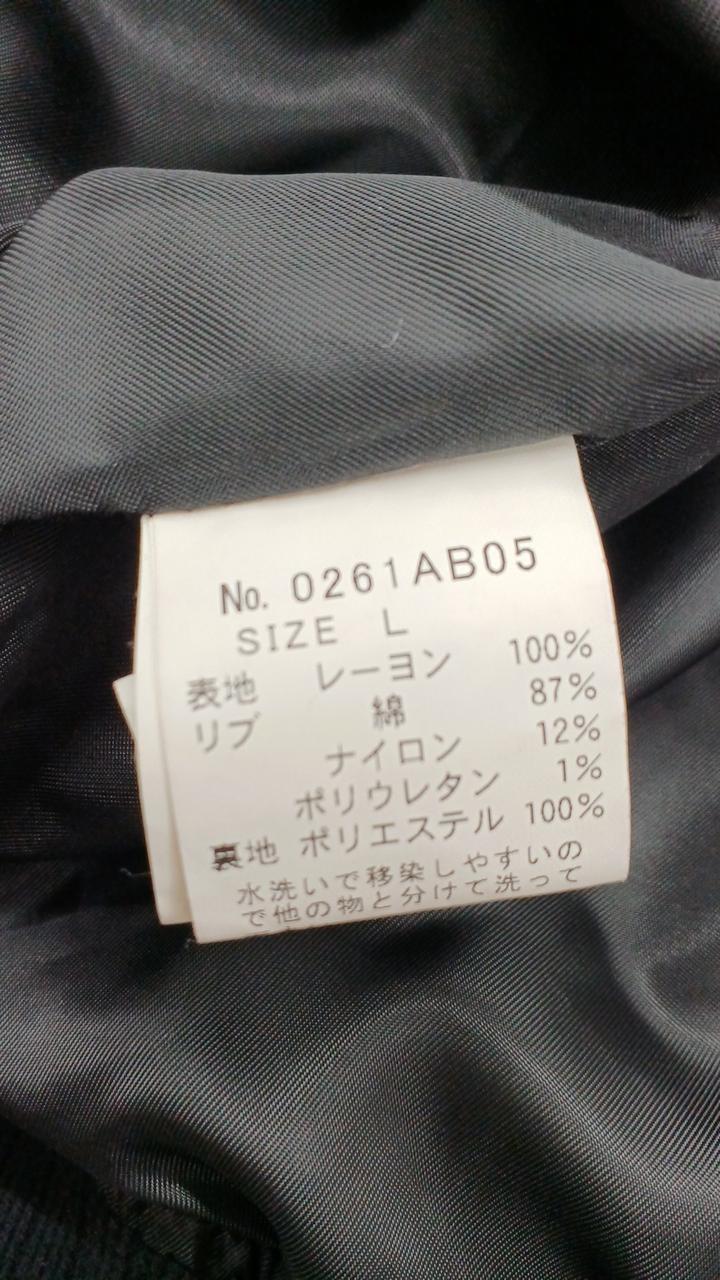 No. 0261AB05
SIZE L
表地 レーヨン 100%
リブ 綿 87%
ナイロン 12%
ポリウレタン 1%
裏地 ポリエステル 100%
水洗いで移染しやすいの
で他の物と分けて洗って